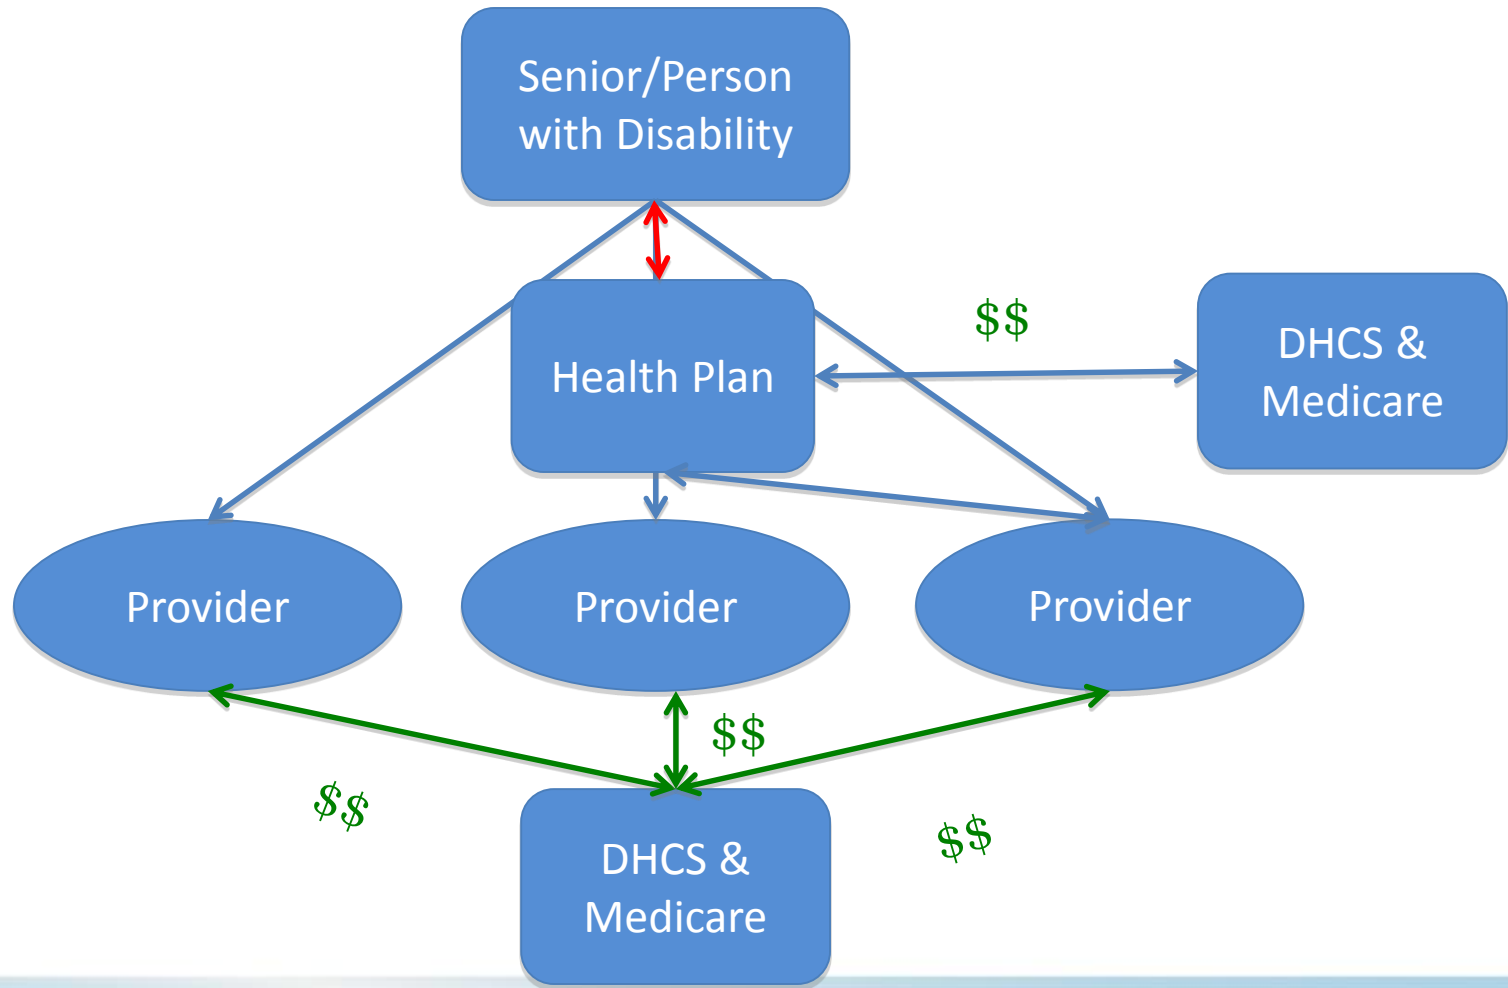 Senior/Person
with Disability
$$
Health Plan
DHCS &
Medicare
Provider
Provider
Provider
$$
$$
$$
DHCS &
Medicare